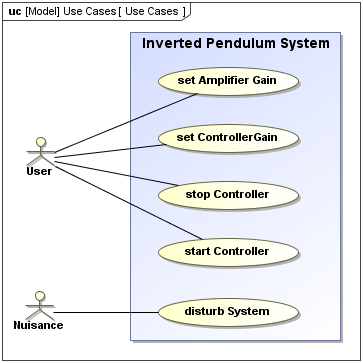 uc [Model] Use Cases [ Use Cases ]
Inverted Pendulum System
set Amplifier Gain
set ControllerGain
User
stop Controller
start Controller
Nuisance
disturb System